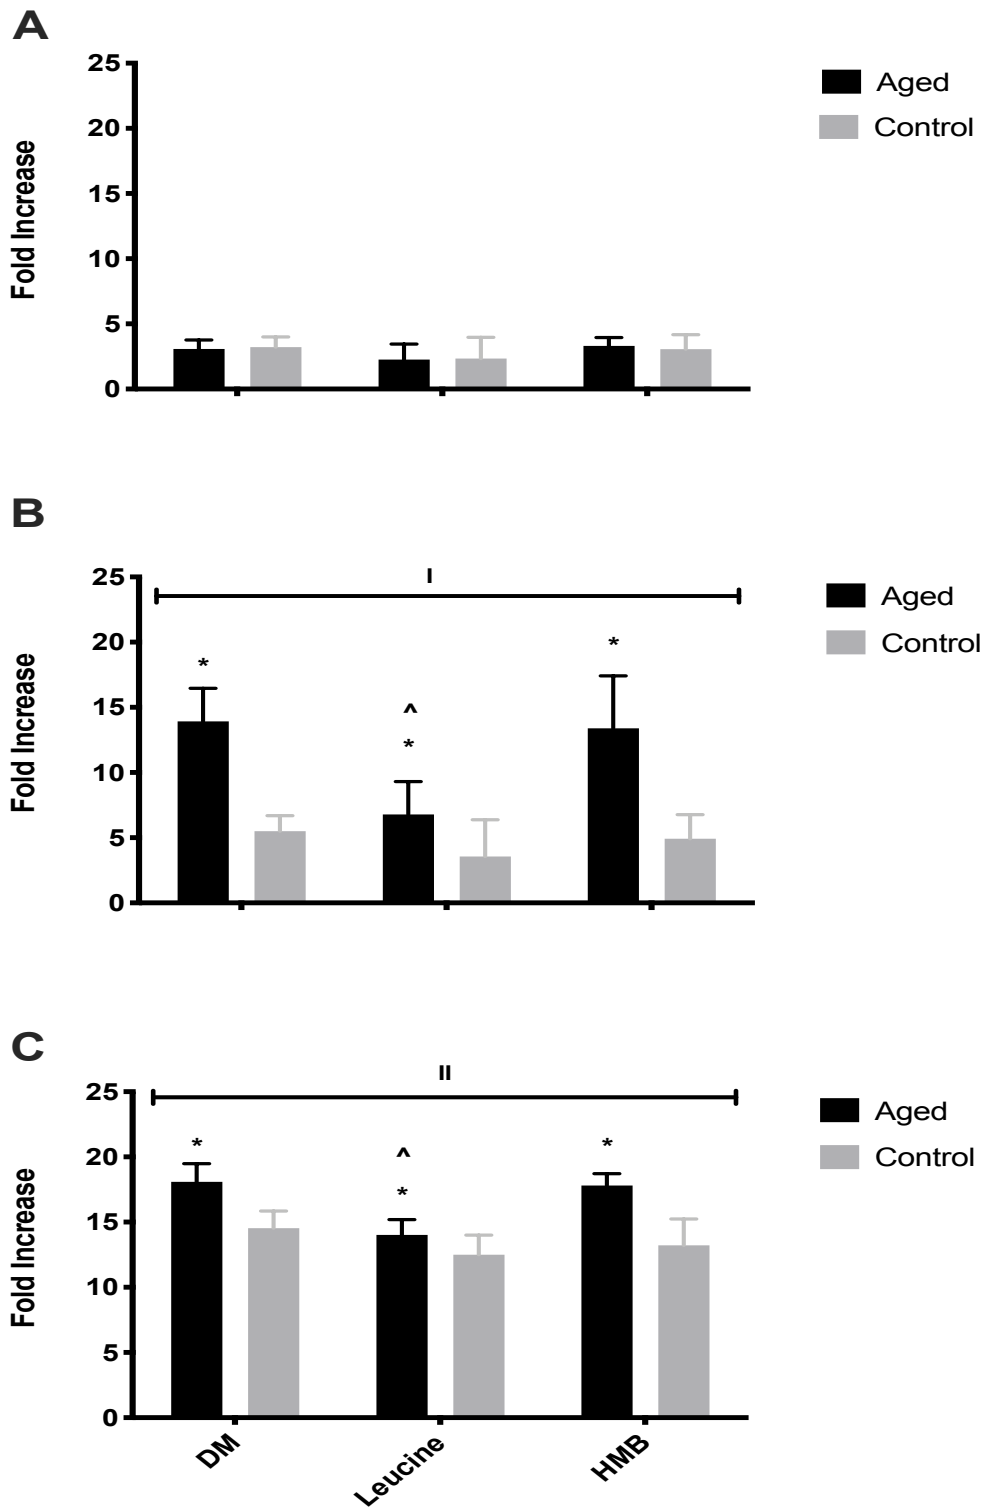 A
25
20
15
10
5
0
Fold Increase
Aged
Control
B
I
25
20
15
10
5
0
Fold Increase
*
^
*
*
Aged
Control
C
II
25
20
15
10
5
0
Fold Increase
*
^
*
*
Aged
Control
DM
Leucine
HMB